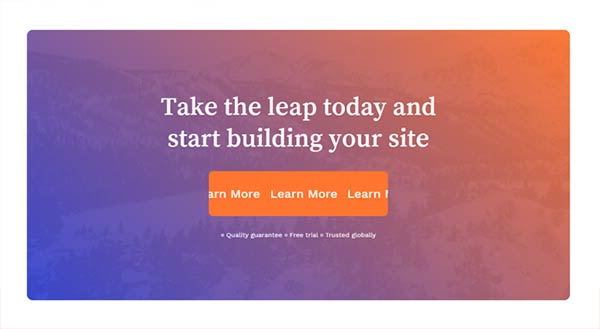 Take the leap today and
start building your site
arn More Learn More Learn M
• Quality guarantee • Free trial • Trusted globally